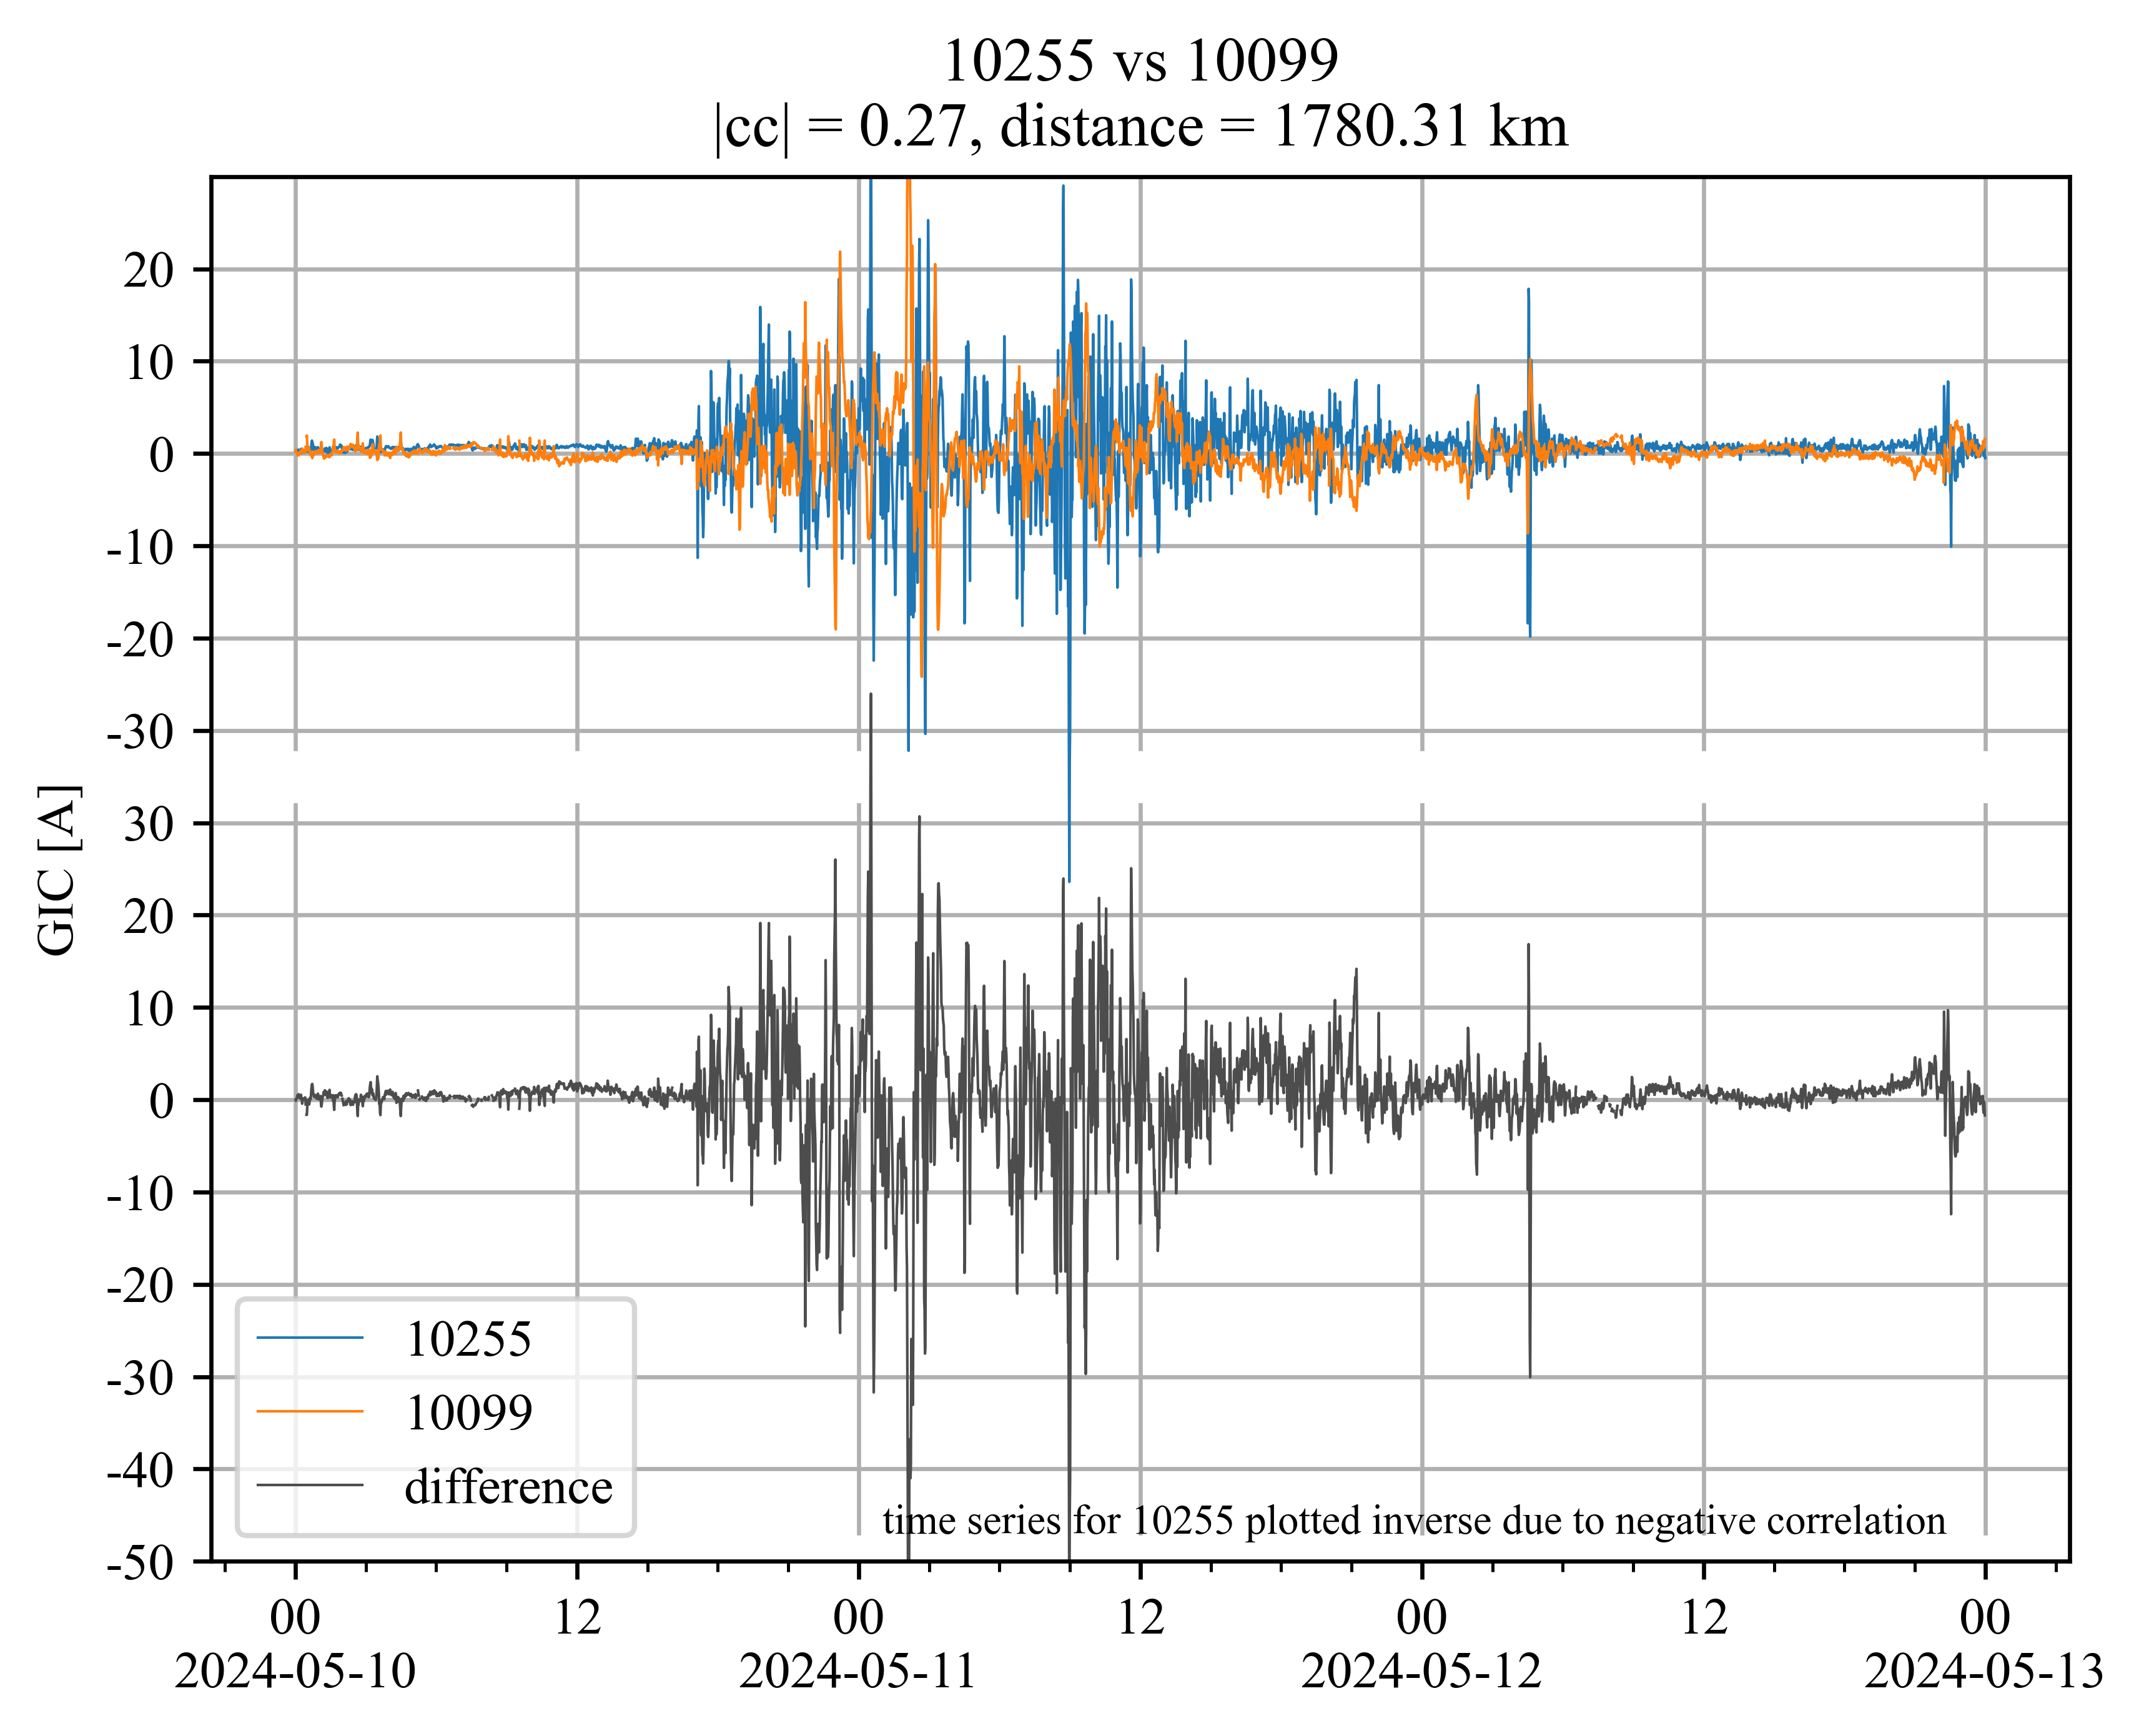 10255 vs 10099
|cc| = 0.27, distance = 1780.31 km
GIC [A]
20
10
0
-10
-20
-30
30
20
10
0
-10
-20
-30
-40
-50
10255
10099
difference
time series for 10255 plotted inverse due to negative correlation
00 12 00 12 00 12 00
2024-05-10 2024-05-11 2024-05-12 2024-05-13